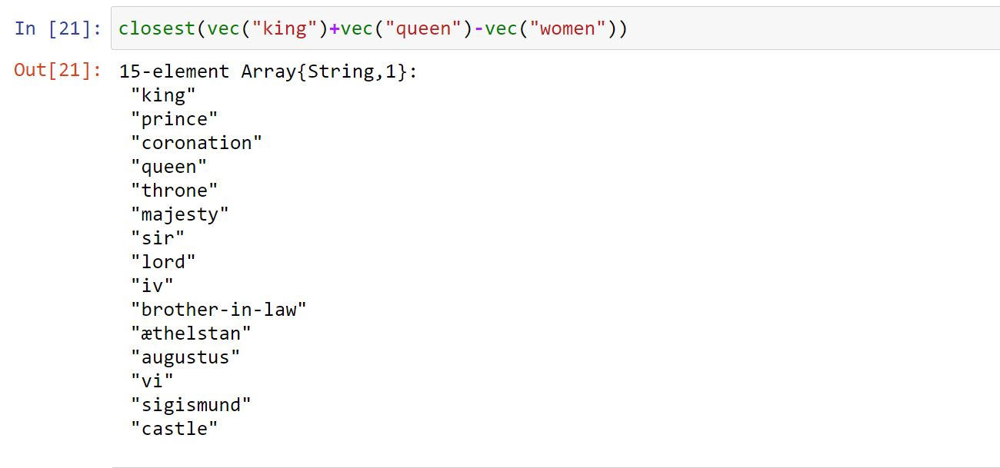 In [21]: closest(vec("king")+vec("queen")-vec("women"))
Out[21]: 15-element Array{String,1}:
"king"
"prince"
"coronation"
"queen"
"throne"
"majesty"
"sir"
"lord"
"iv"
"brother-in-law"
"æthelstan"
"augustus"
"vi"
"sigismund"
"castle"